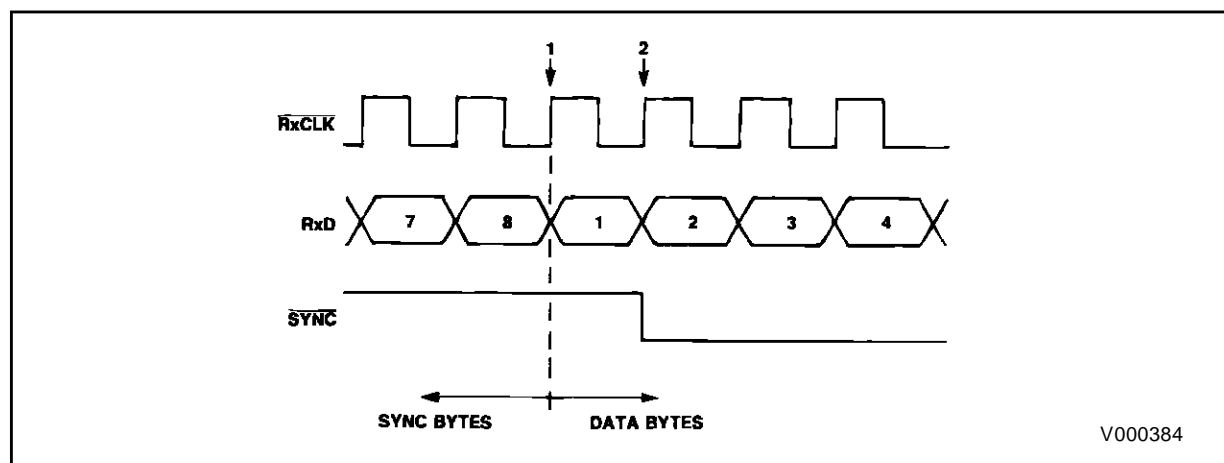 1 2
RxCLK
RxD 7 8 1 2 3 4
SYNC
SYNC BYTES DATA BYTES
V000384